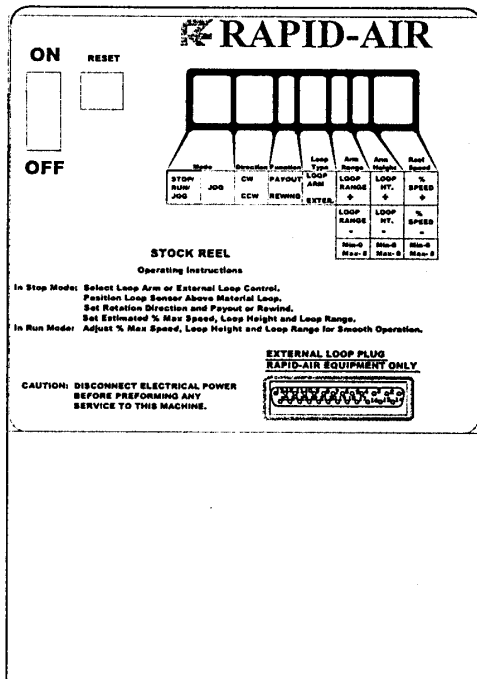 RAPID-AIR
ON
RESET
OFF
Mode Direction Function Loop Type Arm Range Arm Height Reel Speed
STOP/ RUN/ JOG
JOG
CW
CCW
PAYOUT
REWIND
LOOP ARM
EXTER.
LOOP RANGE +
LOOP HT. +
% SPEED +
LOOP RANGE -
LOOP HT. -
% SPEED -
Min-0 Max-8
Min-0 Max-8
Min-0 Max-8
STOCK REEL
Operating Instructions
In Stop Mode: Select Loop Arm or External Loop Control.
Position Loop Sensor Above Material Loop.
Set Rotation Direction and Payout or Rewind.
Set Estimated % Max Speed, Loop Height and Loop Range.
In Run Mode: Adjust % Max Speed, Loop Height and Loop Range for Smooth Operation.
EXTERNAL LOOP PLUG
RAPID-AIR EQUIPMENT ONLY
CAUTION: DISCONNECT ELECTRICAL POWER
BEFORE PREFORMING ANY
SERVICE TO THIS MACHINE.